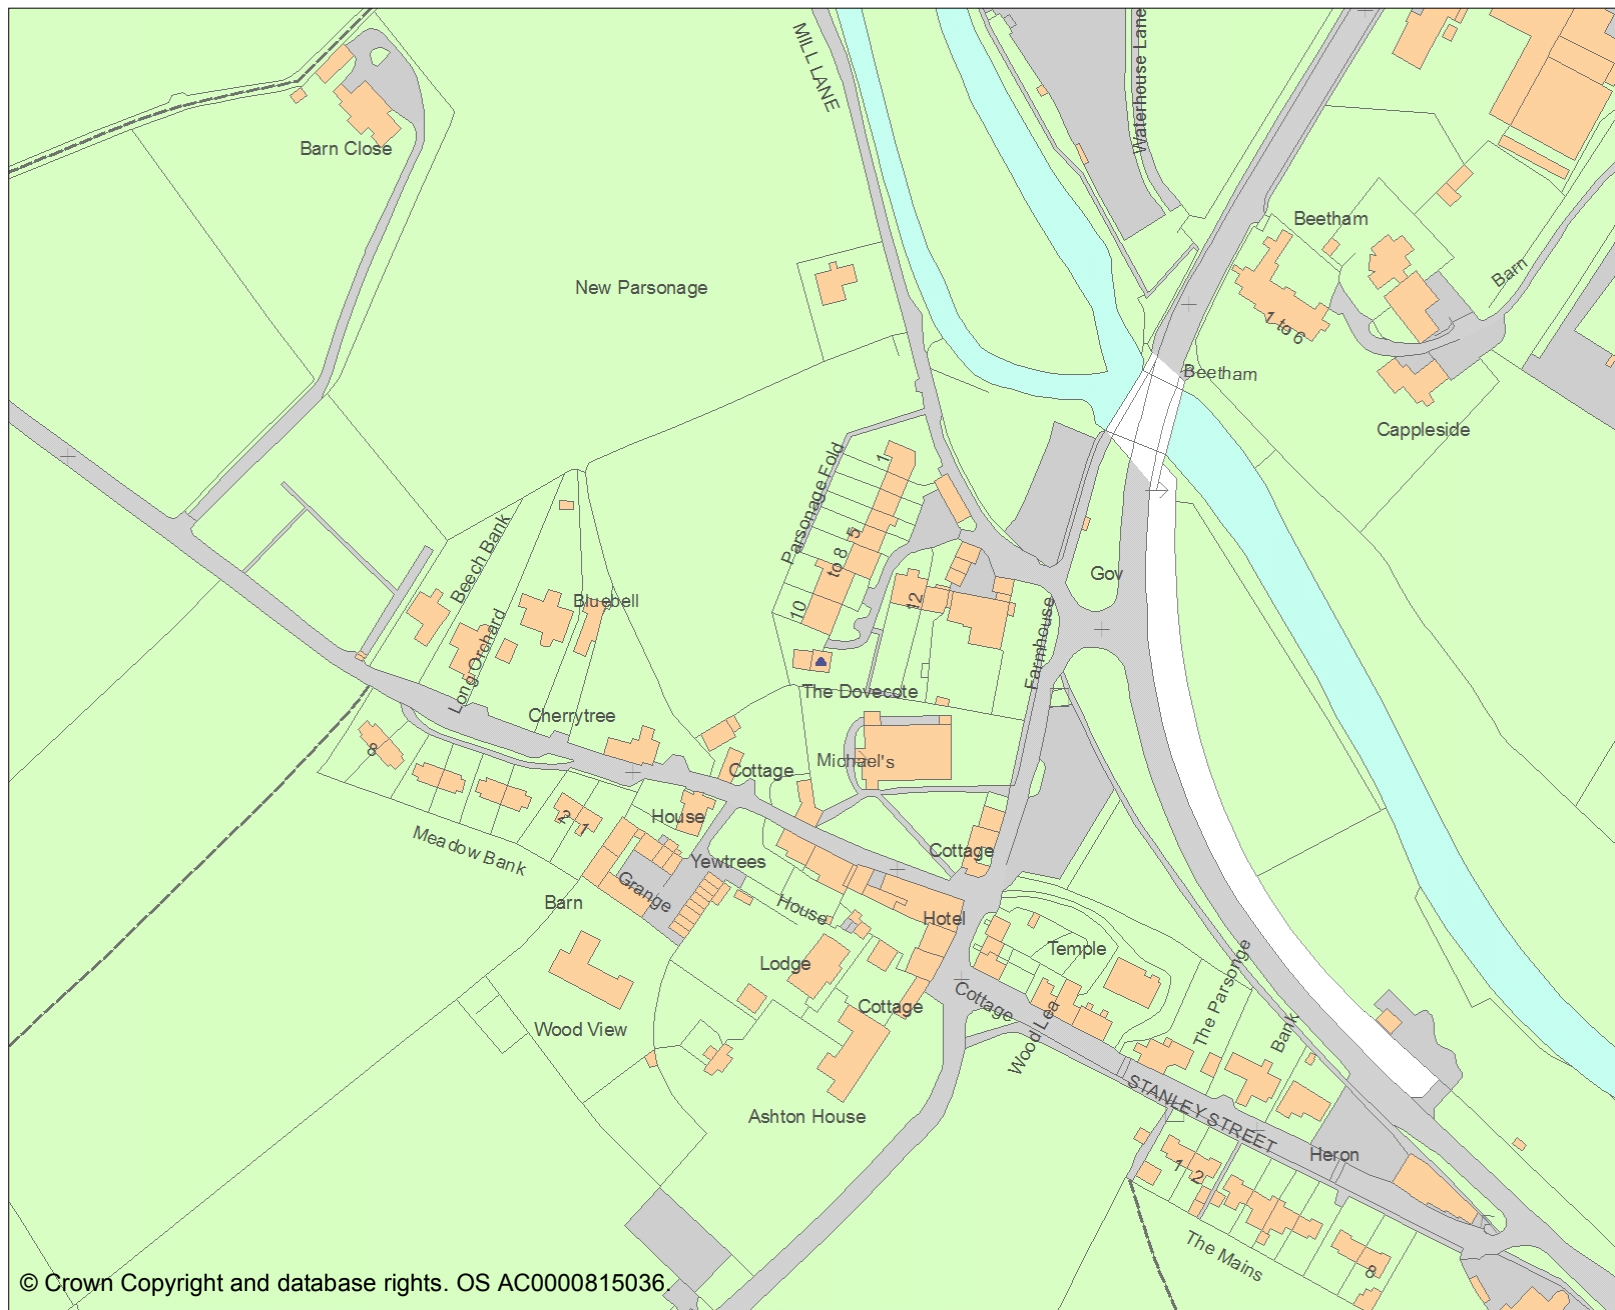 MILL LANE
Waterhouse Lane
Barn Close
Beetham
Barn
New Parsonage
1 to 6
Beetham
Cappleside
Parsonage Fold
1
5
to 8
10
12
Gov
Farmhouse
Beech Bank
Bluebell
Long Orchard
The Dovecote
Cherrytree
8
Michael's
Cottage
House
2
1
Meadow Bank
Yewtrees
Cottage
Grange
Barn
House
Hotel
Temple
Lodge
Cottage
Cottage
Wood View
Wood Lea
The Parsonge
Bank
Ashton House
STANLEY STREET
Heron
1
2
The Mains
8
© Crown Copyright and database rights. OS AC0000815036.